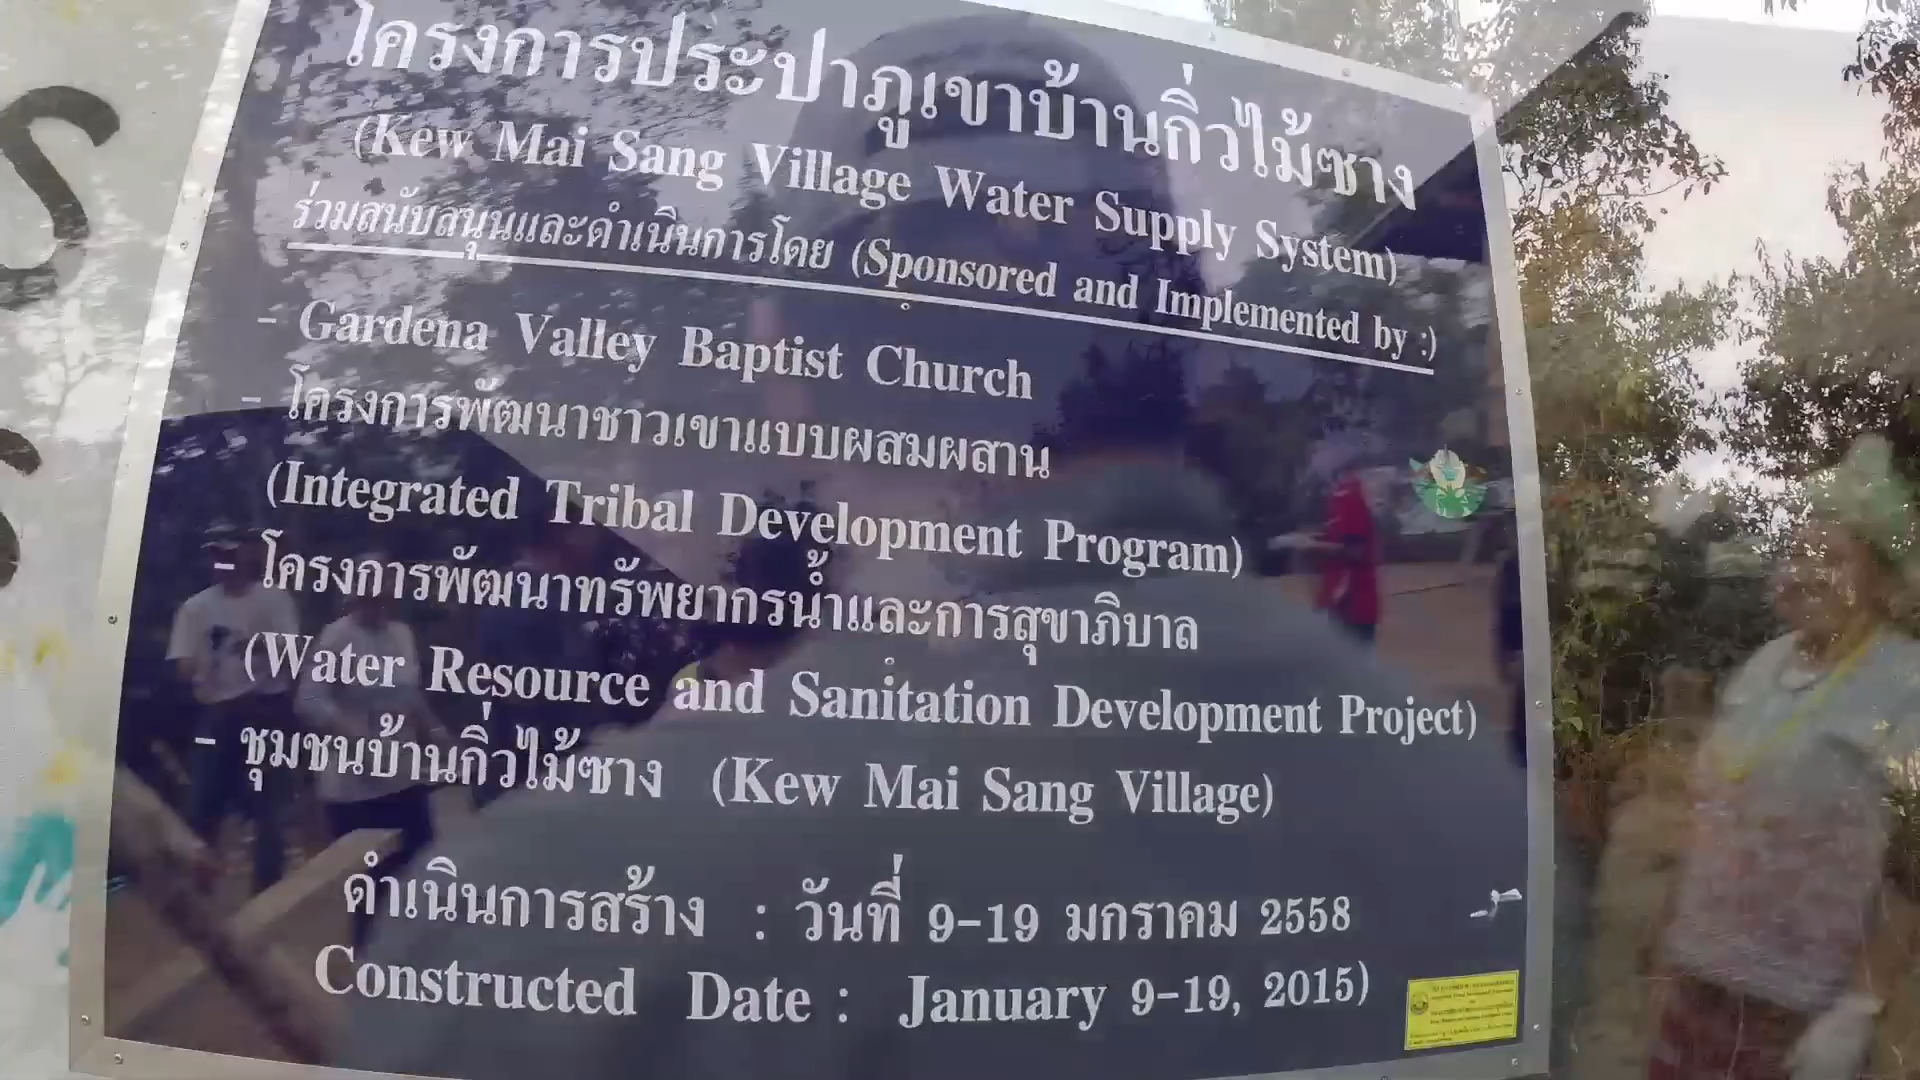 โครงการประปาภูเขาบ้านกิ่วไม้ซาง
(Kew Mai Sang Village Water Supply System)
ร่วมสนับสนุนและดำเนินการโดย (Sponsored and Implemented by :)
- Gardena Valley Baptist Church
- โครงการพัฒนาชาวเขาแบบผสมผสาน
(Integrated Tribal Development Program)
- โครงการพัฒนาทรัพยากรน้ำและการสุขาภิบาล
(Water Resource and Sanitation Development Project)
- ชุมชนบ้านกิ่วไม้ซาง (Kew Mai Sang Village)
ดำเนินการสร้าง : วันที่ 9-19 มกราคม 2558
Constructed Date : January 9-19, 2015)